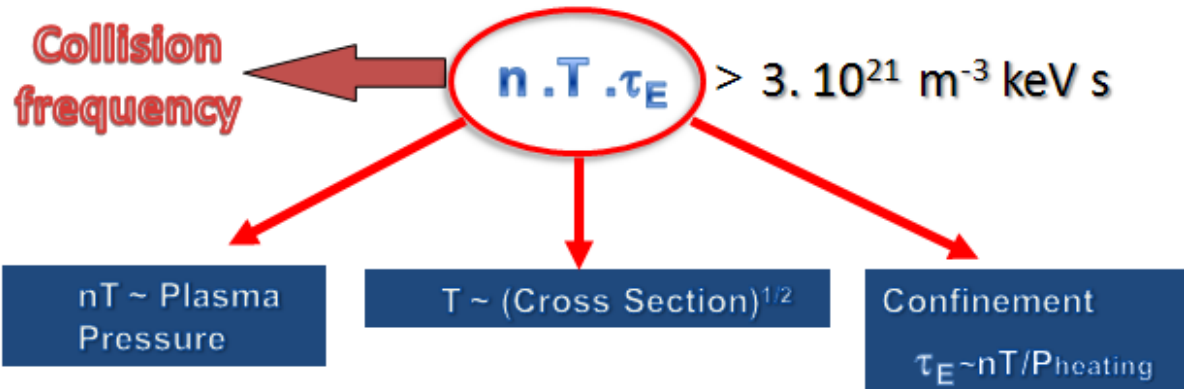 Collision
frequency
n .T .τE > 3. 10²¹ m⁻³ keV s
nT ~ Plasma
Pressure
T ~ (Cross Section)¹/²
Confinement
τE~nT/Pheating